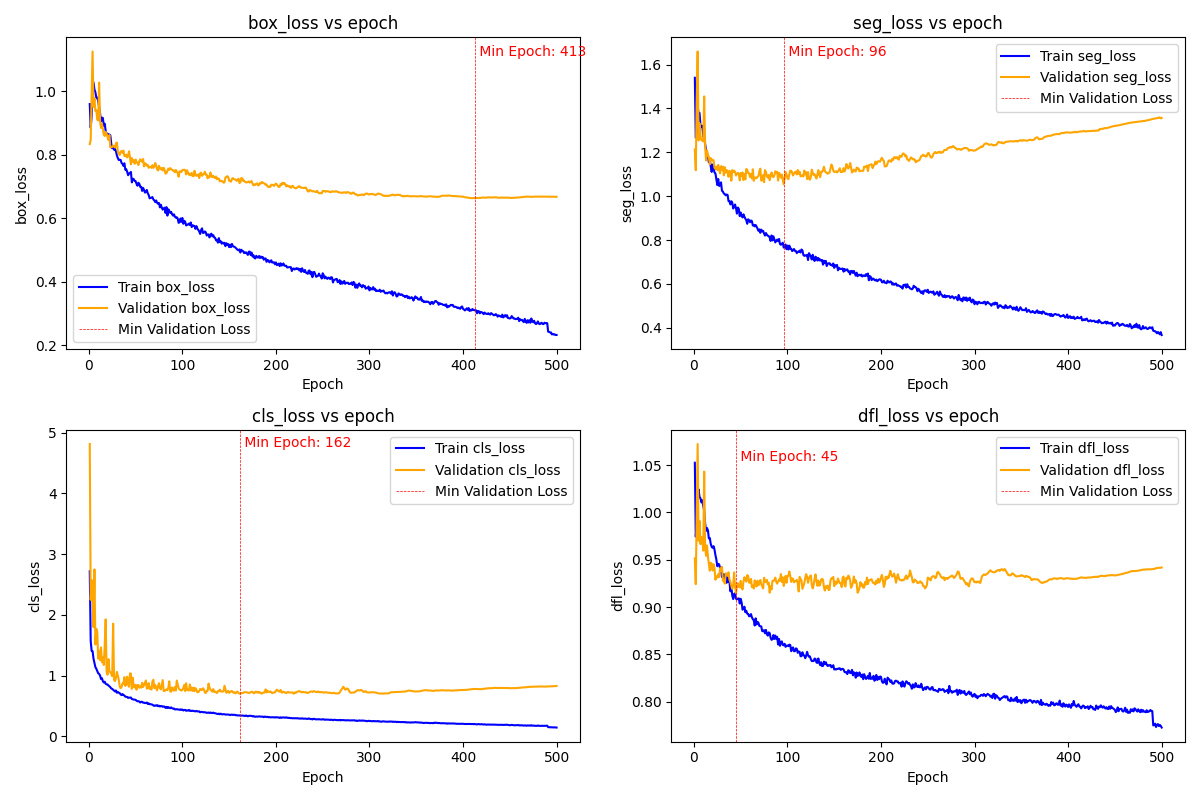 box_loss vs epoch
Min Epoch: 413
1.0
0.8
0.6
0.4
0.2
box_loss
Train box_loss
Validation box_loss
Min Validation Loss
0 100 200 300 400 500
Epoch
seg_loss vs epoch
Min Epoch: 96
Train seg_loss
Validation seg_loss
Min Validation Loss
1.6
1.4
1.2
1.0
0.8
0.6
0.4
seg_loss
0 100 200 300 400 500
Epoch
cls_loss vs epoch
Min Epoch: 162
Train cls_loss
Validation cls_loss
Min Validation Loss
5
4
3
2
1
0
cls_loss
0 100 200 300 400 500
Epoch
dfl_loss vs epoch
Min Epoch: 45
Train dfl_loss
Validation dfl_loss
Min Validation Loss
1.05
1.00
0.95
0.90
0.85
0.80
dfl_loss
0 100 200 300 400 500
Epoch